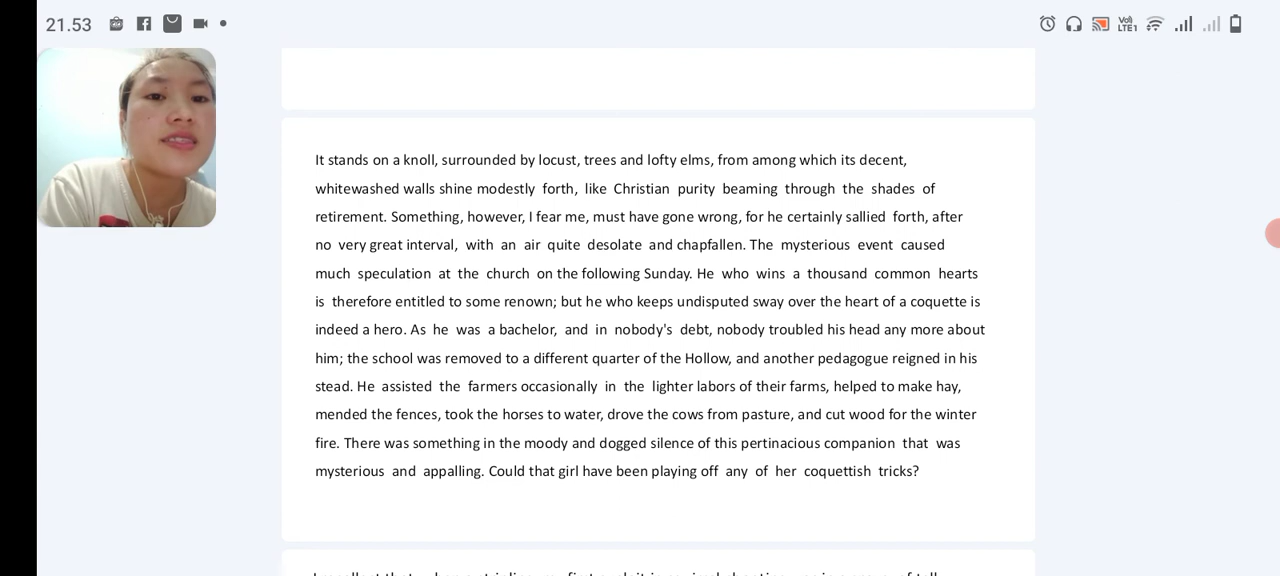 21.53
VoI)
LTE1
It stands on a knoll, surrounded by locust, trees and lofty elms, from among which its decent,
whitewashed walls shine modestly forth, like Christian purity beaming through the shades of
retirement. Something, however, I fear me, must have gone wrong, for he certainly sallied forth, after
no very great interval, with an air quite desolate and chapfallen. The mysterious event caused
much speculation at the church on the following Sunday. He who wins a thousand common hearts
is therefore entitled to some renown; but he who keeps undisputed sway over the heart of a coquette is
indeed a hero. As he was a bachelor, and in nobody's debt, nobody troubled his head any more about
him; the school was removed to a different quarter of the Hollow, and another pedagogue reigned in his
stead. He assisted the farmers occasionally in the lighter labors of their farms, helped to make hay,
mended the fences, took the horses to water, drove the cows from pasture, and cut wood for the winter
fire. There was something in the moody and dogged silence of this pertinacious companion that was
mysterious and appalling. Could that girl have been playing off any of her coquettish tricks?